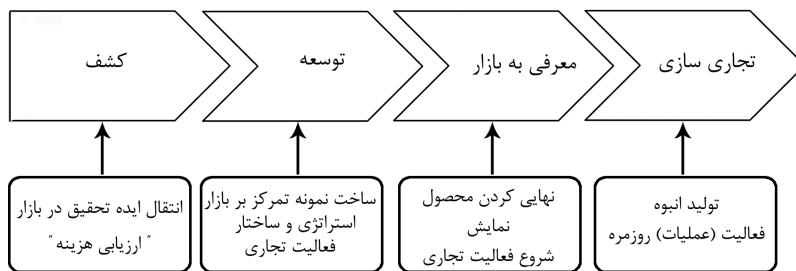 کشف
توسعه
معرفی به بازار
تجاری سازی
انتقال ایده تحقیق در بازار
"ارزیابی هزینه"
ساخت نمونه تمرکز بر بازار
استراتژی و ساختار
فعالیت تجاری
نهایی کردن محصول
نمایش
شروع فعالیت تجاری
تولید انبوه
فعالیت (عملیات) روزمره